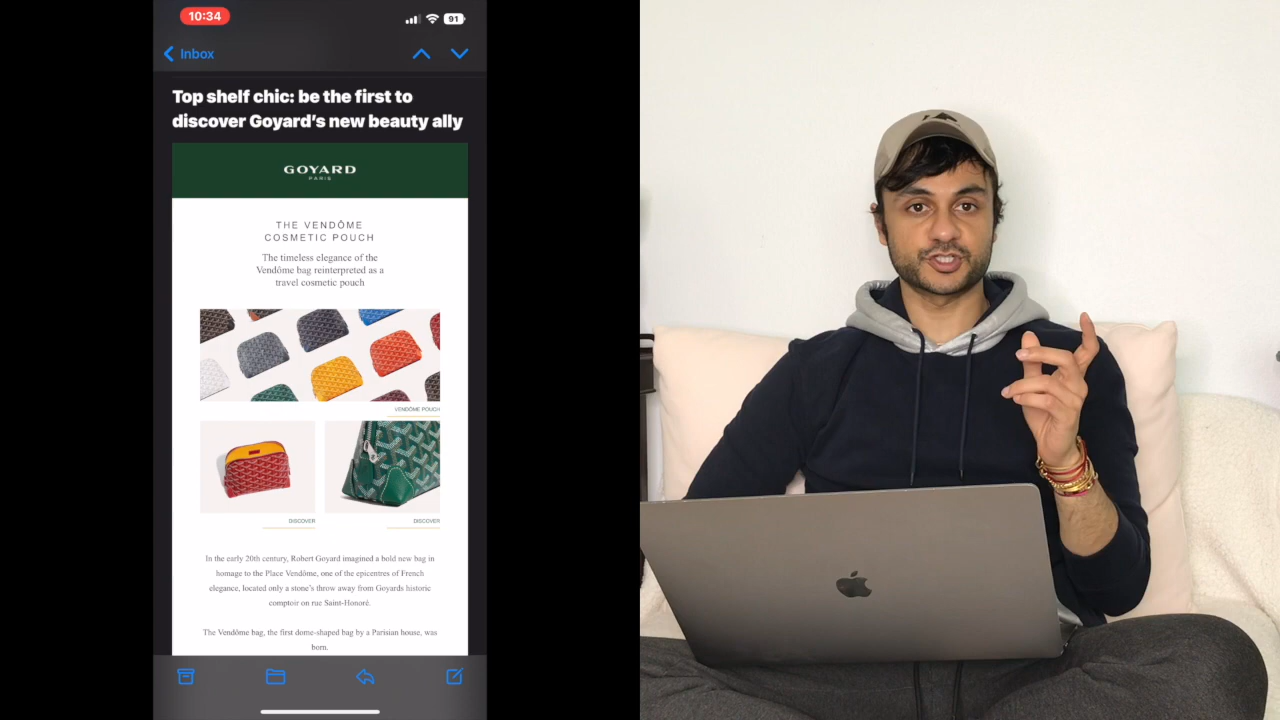 10:34
91
Inbox
Top shelf chic: be the first to
discover Goyard's new beauty ally
GOYARD
PARIS
THE VENDÔME
COSMETIC POUCH
The timeless elegance of the
Vendôme bag reinterpreted as a
travel cosmetic pouch
VENDÔME POUCH
DISCOVER
DISCOVER
In the early 20th century, Robert Goyard imagined a bold new bag in
homage to the Place Vendôme, one of the epicentres of French
elegance, located only a stone's throw away from Goyards historic
comptoir on rue Saint-Honoré.
The Vendôme bag, the first dome-shaped bag by a Parisian house, was
born.